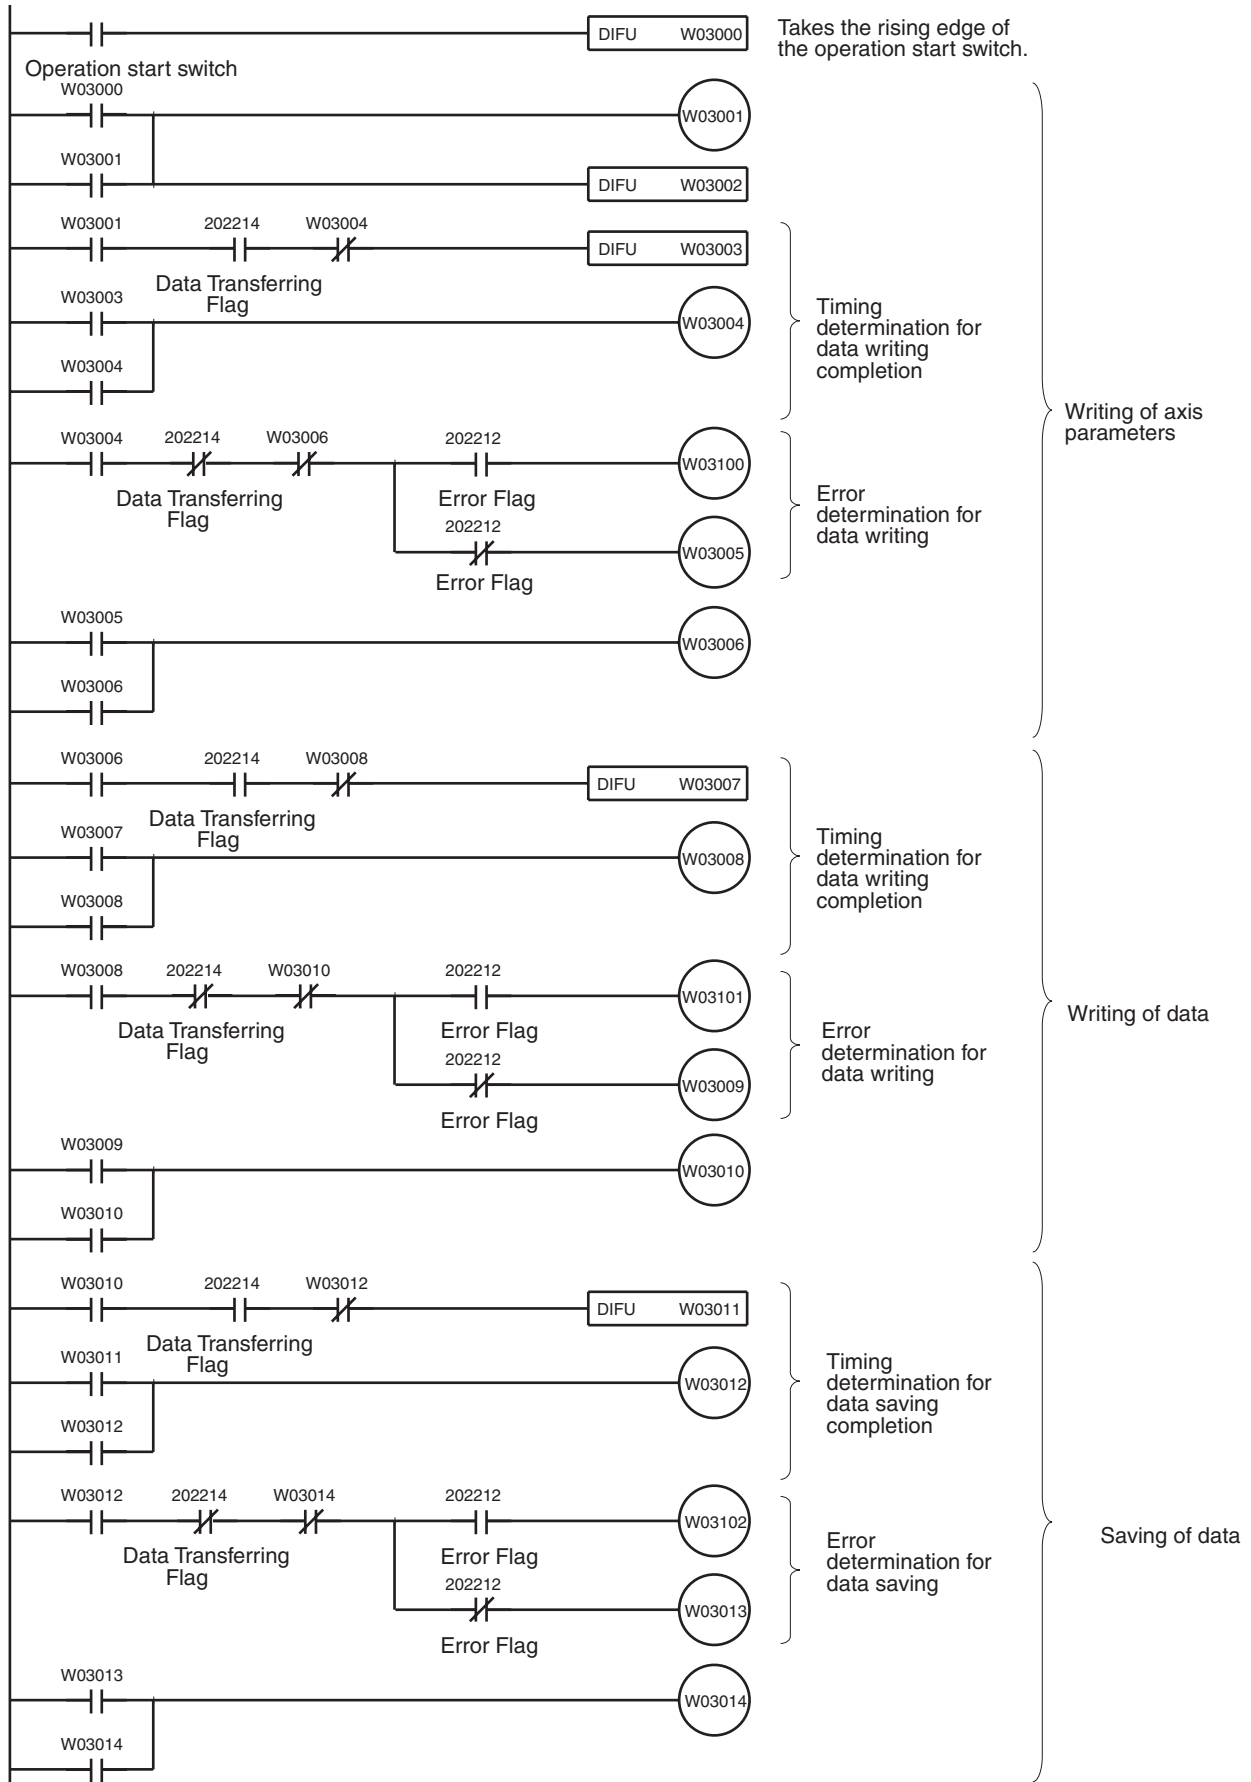 DIFU W03000
Takes the rising edge of
the operation start switch.
Operation start switch
W03000
W03001
W03001
DIFU W03002
W03001 202214 W03004
DIFU W03003
Data Transferring
Flag
W03003
W03004
W03004
Timing
determination for
data writing
completion
W03004 202214 W03006 202212
W03100
Data Transferring
Flag
Error Flag
202212
W03005
Error Flag
Error
determination for
data writing
Writing of axis
parameters
W03005
W03006
W03006
W03006 202214 W03008
DIFU W03007
Data Transferring
Flag
W03007
W03008
W03008
Timing
determination for
data writing
completion
W03008 202214 W03010 202212
W03101
Data Transferring
Flag
Error Flag
202212
W03009
Error Flag
Error
determination for
data writing
Writing of data
W03009
W03010
W03010
W03010 202214 W03012
DIFU W03011
Data Transferring
Flag
W03011
W03012
W03012
Timing
determination for
data saving
completion
W03012 202214 W03014 202212
W03102
Data Transferring
Flag
Error Flag
202212
W03013
Error Flag
Error
determination for
data saving
Saving of data
W03013
W03014
W03014